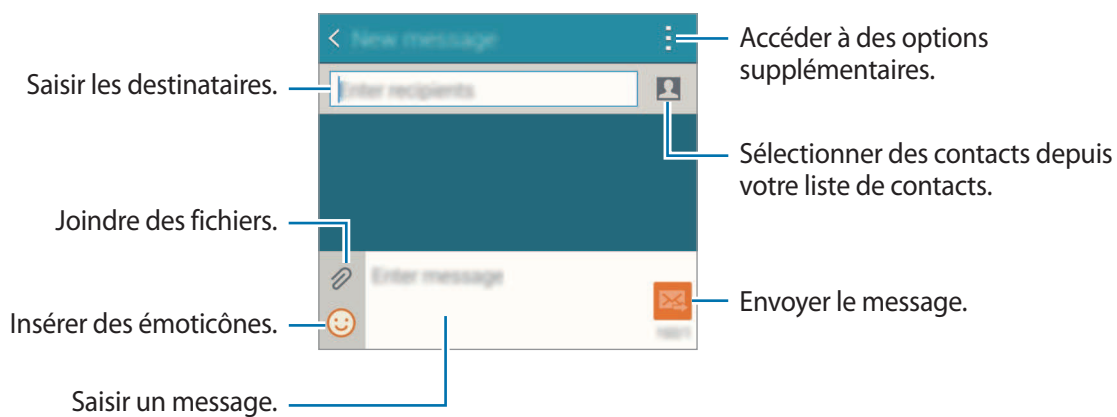 New message
Accéder à des options
supplémentaires.
Saisir les destinataires.
Enter recipients
Sélectionner des contacts depuis
votre liste de contacts.
Joindre des fichiers.
Enter message
Envoyer le message.
Insérer des émoticônes.
Saisir un message.